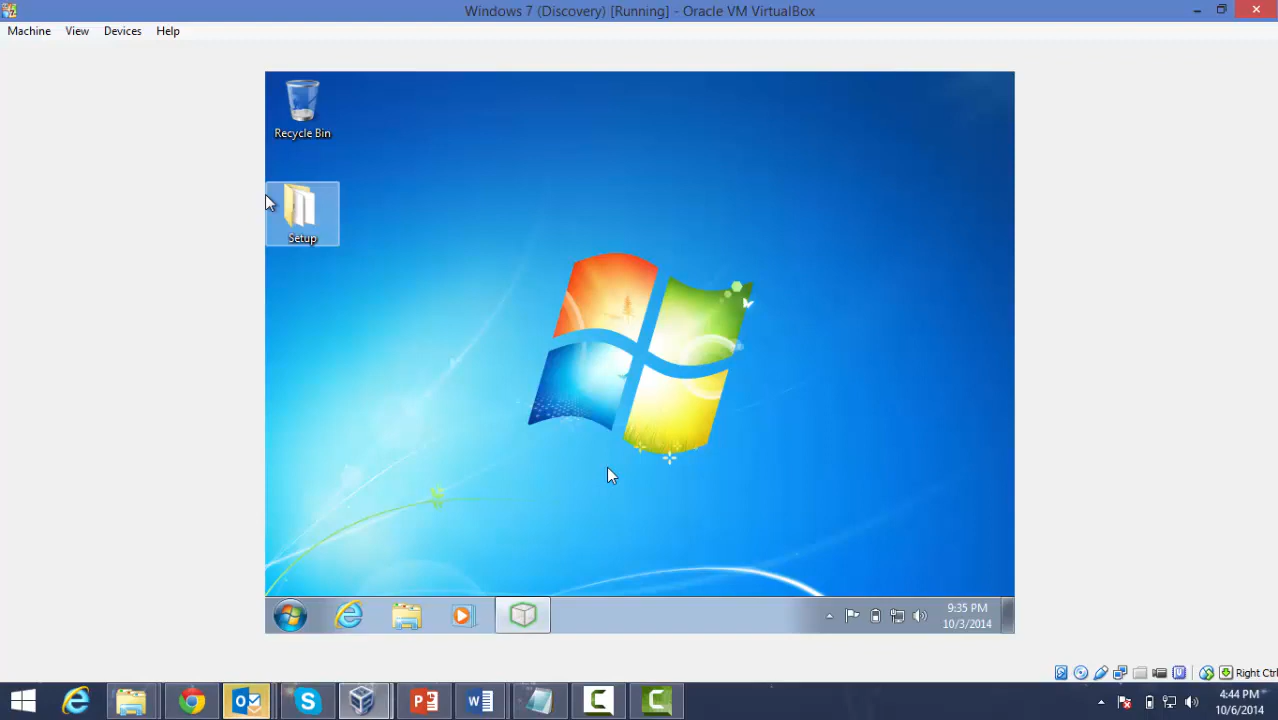 Windows 7 (Discovery) [Running] - Oracle VM VirtualBox
Machine View Devices Help
Recycle Bin
Setup
9:35 PM
10/3/2014
Right Ctrl
4:44 PM
10/6/2014